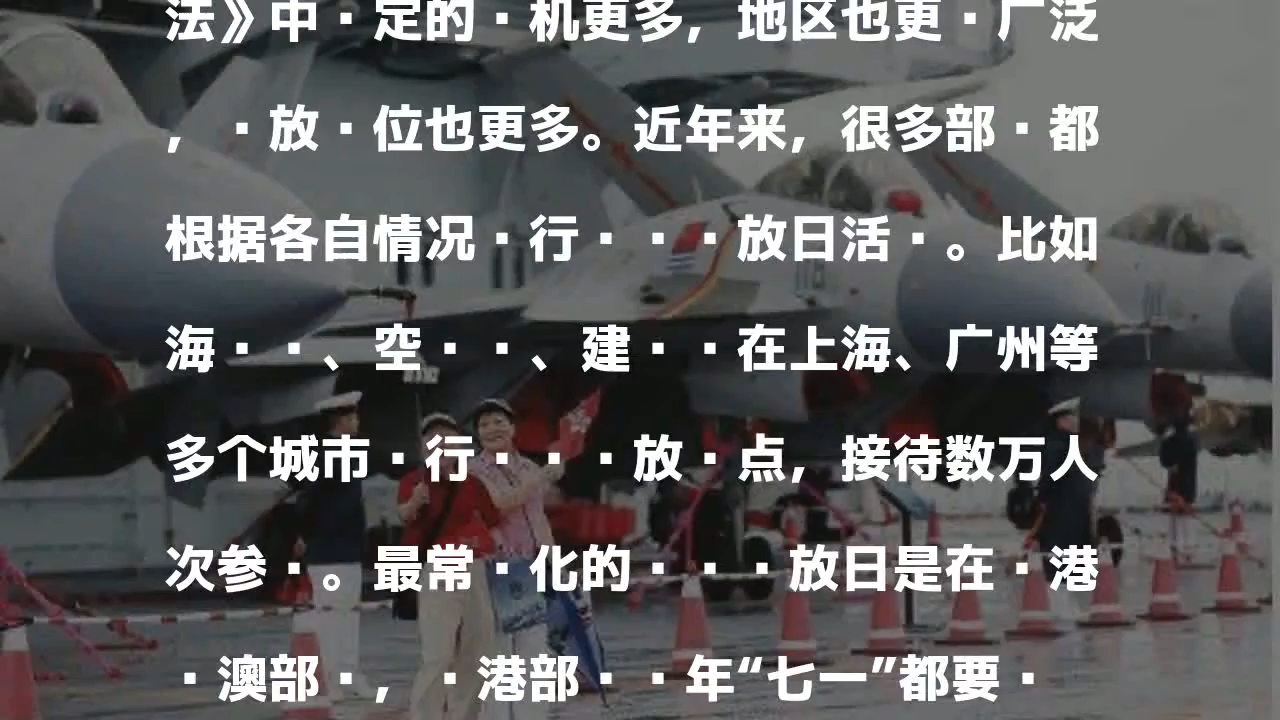 法》中·定的·机更多，地区也更·广泛
，·放·位也更多。近年来，很多部·都
根据各自情况·行···放日活·。比如
海··、空··、建··在上海、广州等
多个城市·行···放·点，接待数万人
次参·。最常·化的···放日是在·港
·澳部·，·港部··年“七一”都要·